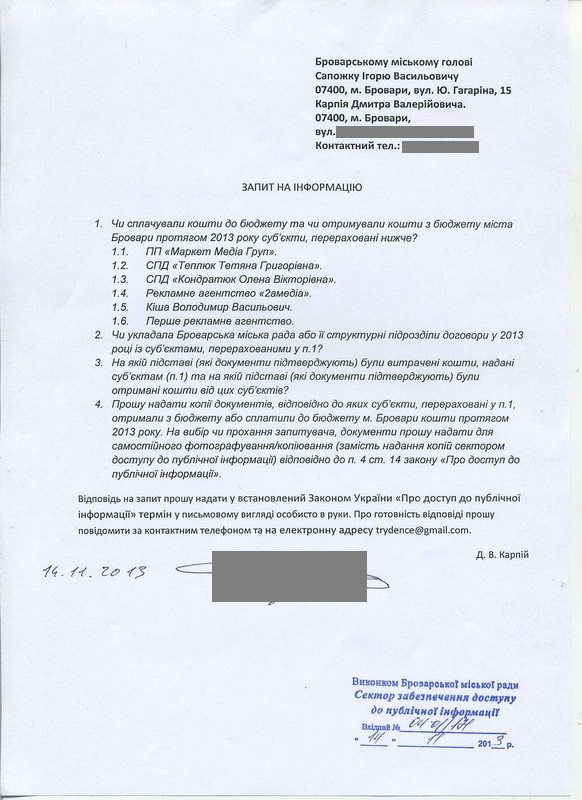 Броварському міському голові
Сапожку Ігорю Васильовичу
07400, м. Бровари, вул. Ю. Гагаріна, 15
Карпія Дмитра Валерійовича.
07400, м. Бровари,
вул.
Контактний тел.:
ЗАПИТ НА ІНФОРМАЦІЮ
1. Чи сплачували кошти до бюджету та чи отримували кошти з бюджету міста
Бровари протягом 2013 року суб’єкти, перераховані нижче?
1.1. ПП «Маркет Медіа Груп».
1.2. СПД «Теплюк Тетяна Григорівна».
1.3. СПД «Кондратюк Олена Вікторівна».
1.4. Рекламне агентство «2амедіа».
1.5. Кіша Володимир Васильович.
1.6. Перше рекламне агентство.
2. Чи укладала Броварська міська рада або її структурні підрозділи договори у 2013
році із суб’єктами, перерахованими у п.1?
3. На якій підставі (які документи підтверджують) були витрачені кошти, надані
суб’єктам (п.1) та на якій підставі (які документи підтверджують) були
отримані кошти від цих суб’єктів?
4. Прошу надати копії документів, відповідно до яких суб’єкти, перераховані у п.1,
отримали з бюджету або сплатили до бюджету м. Бровари кошти протягом
2013 року. На вибір чи прохання запитувача, документи прошу надати для
самостійного фотографування/копіювання (замість надання копій сектором
доступу до публічної інформації) відповідно до п. 4 ст. 14 закону «Про доступ до
публічної інформації».
Відповідь на запит прошу надати у встановлений Законом України «Про доступ до публічної
інформації» термін у письмовому вигляді особисто в руки. Про готовність відповіді прошу
повідомити за контактним телефоном та на електронну адресу trydence@gmail.com.
Д. В. Карпій
14.11.2013
Виконком Броварської міської ради
Сектор забезпечення доступу
до публічної інформації
Вхідний №
" 14 " 11 2013 р.